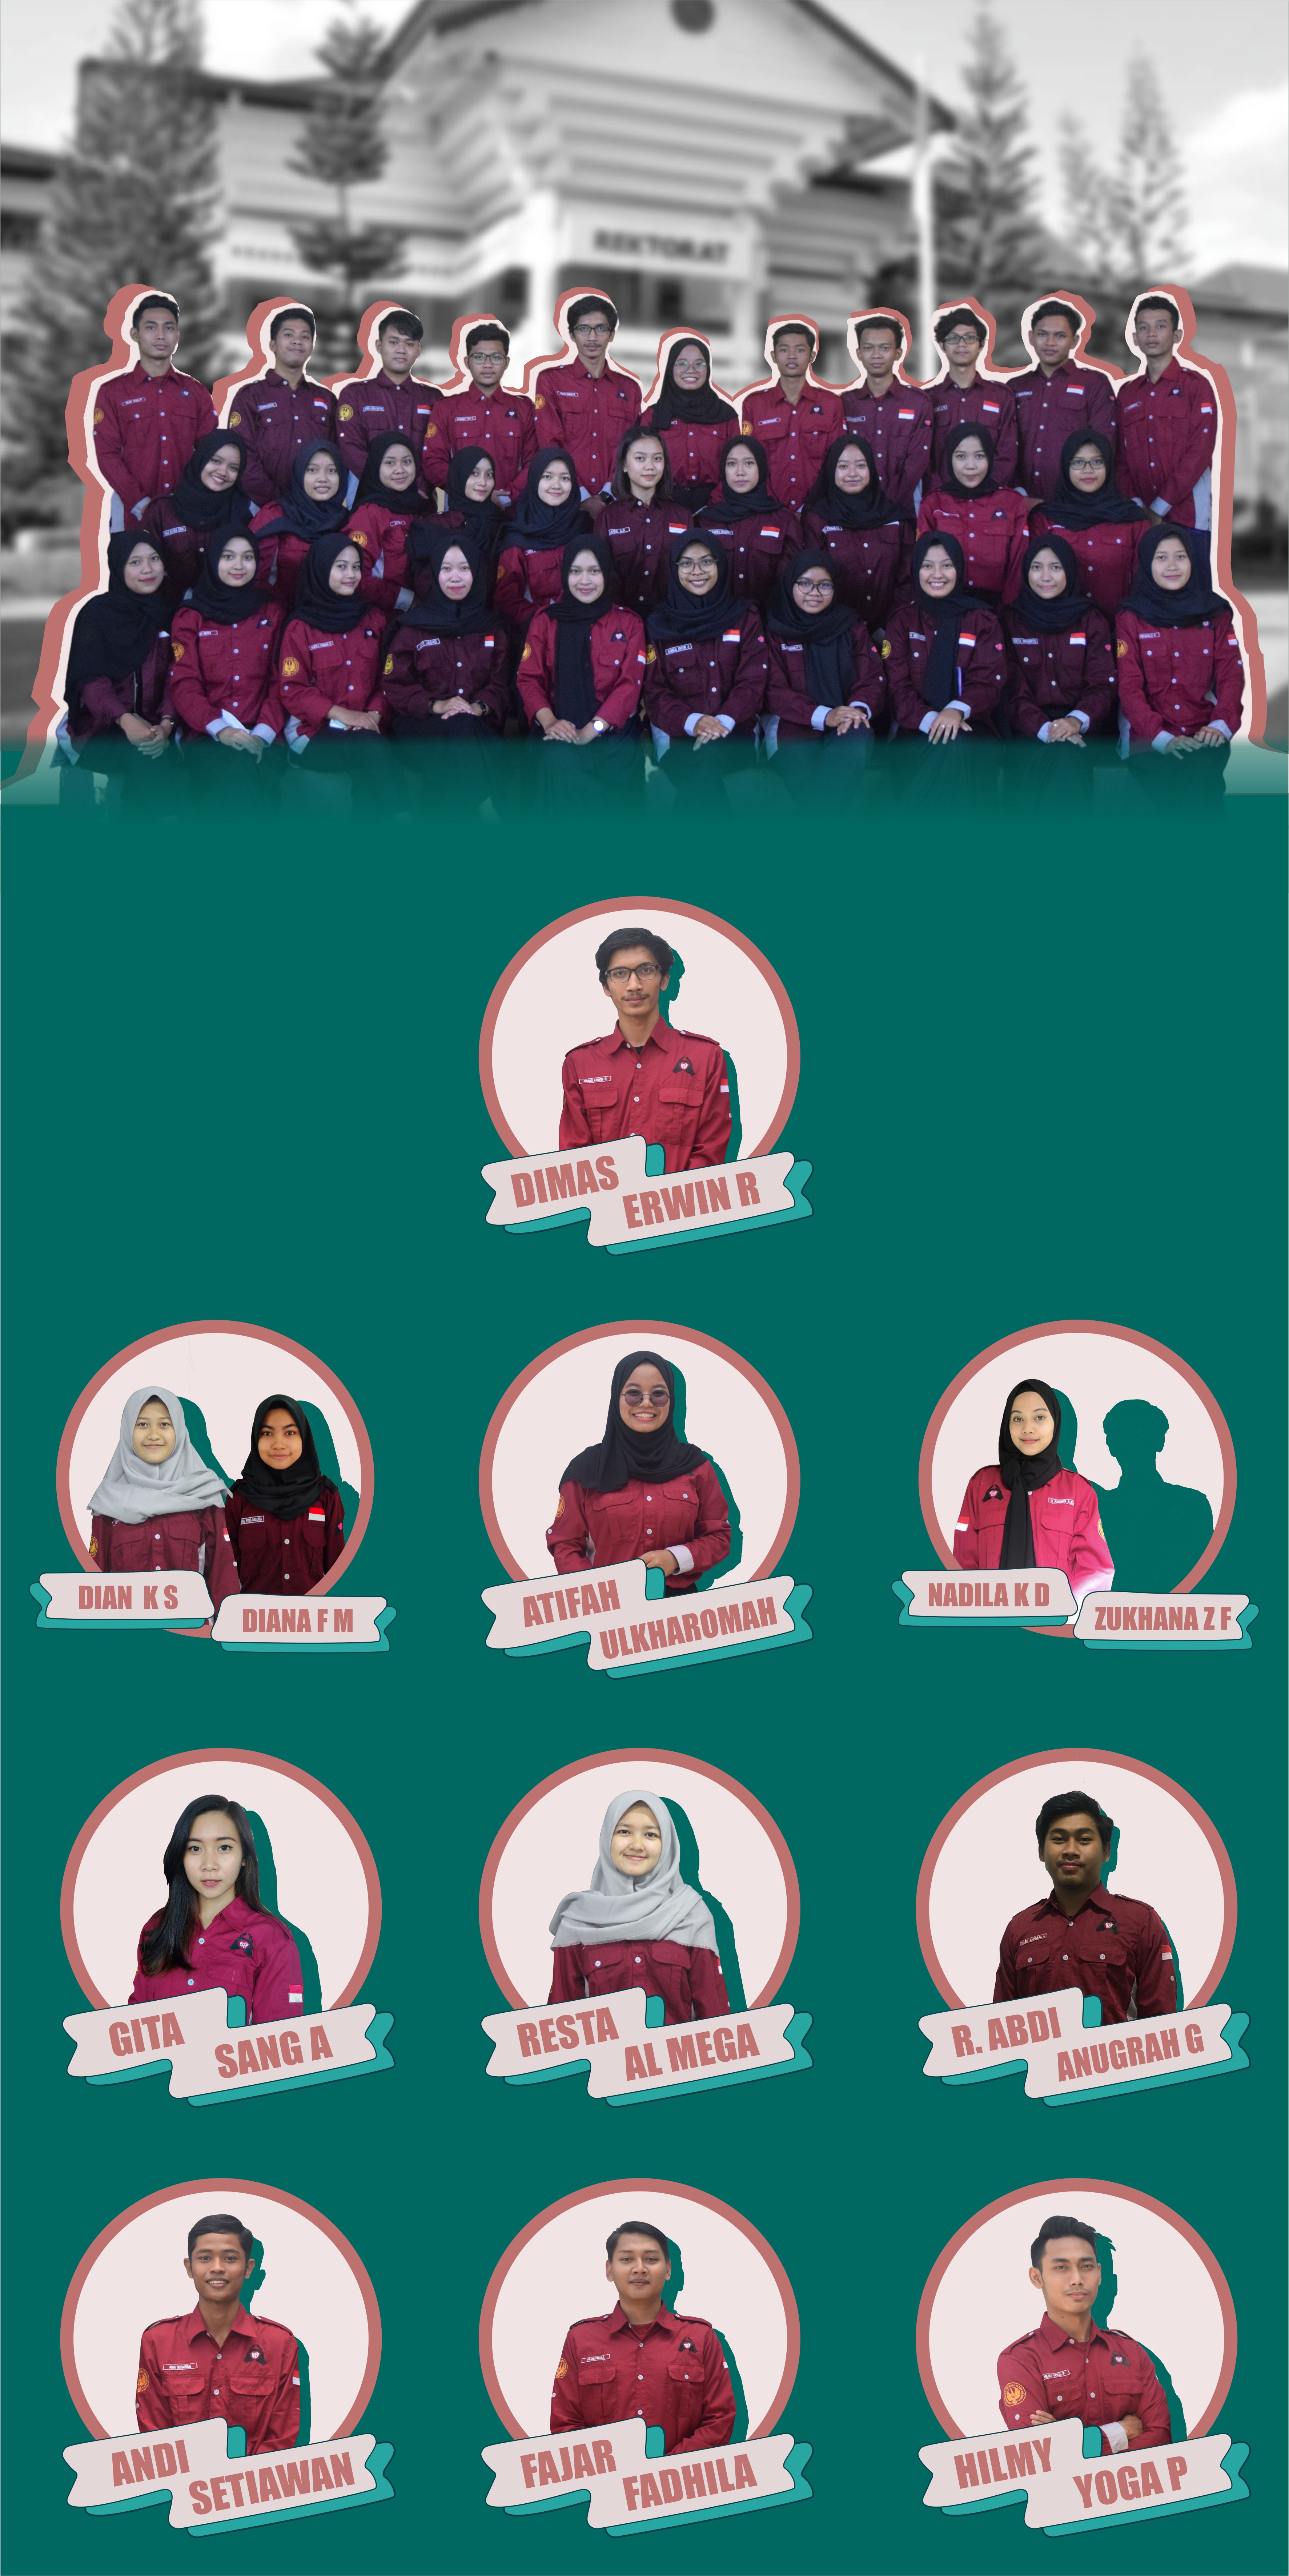 REKTORAT
DIMAS
ERWIN R
DIAN K S
DIANA F M
ATIFAH
ULKHAROMAH
NADILA K D
ZUKHANA Z F
GITA
SANG A
RESTA
AL MEGA
R. ABDI
ANUGRAH G
ANDI
SETIAWAN
FAJAR
FADHILA
HILMY
YOGA P